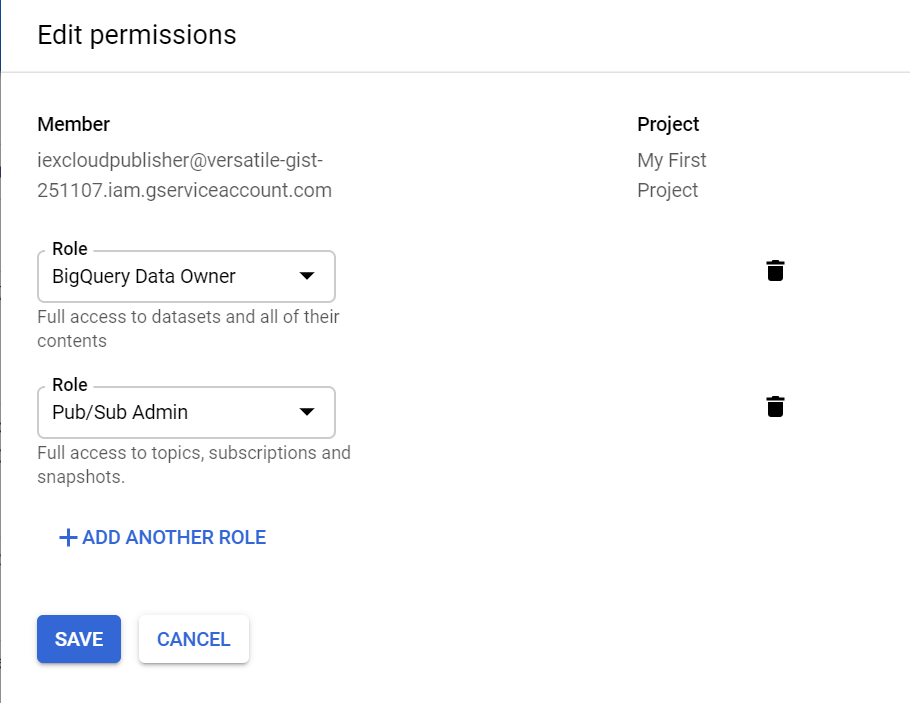 Edit permissions
Member
Project
iexcloudpublisher@versatile-gist-
251107.iam.gserviceaccount.com
My First
Project
Role
BigQuery Data Owner
Full access to datasets and all of their
contents
Role
Pub/Sub Admin
Full access to topics, subscriptions and
snapshots.
+ ADD ANOTHER ROLE
SAVE
CANCEL